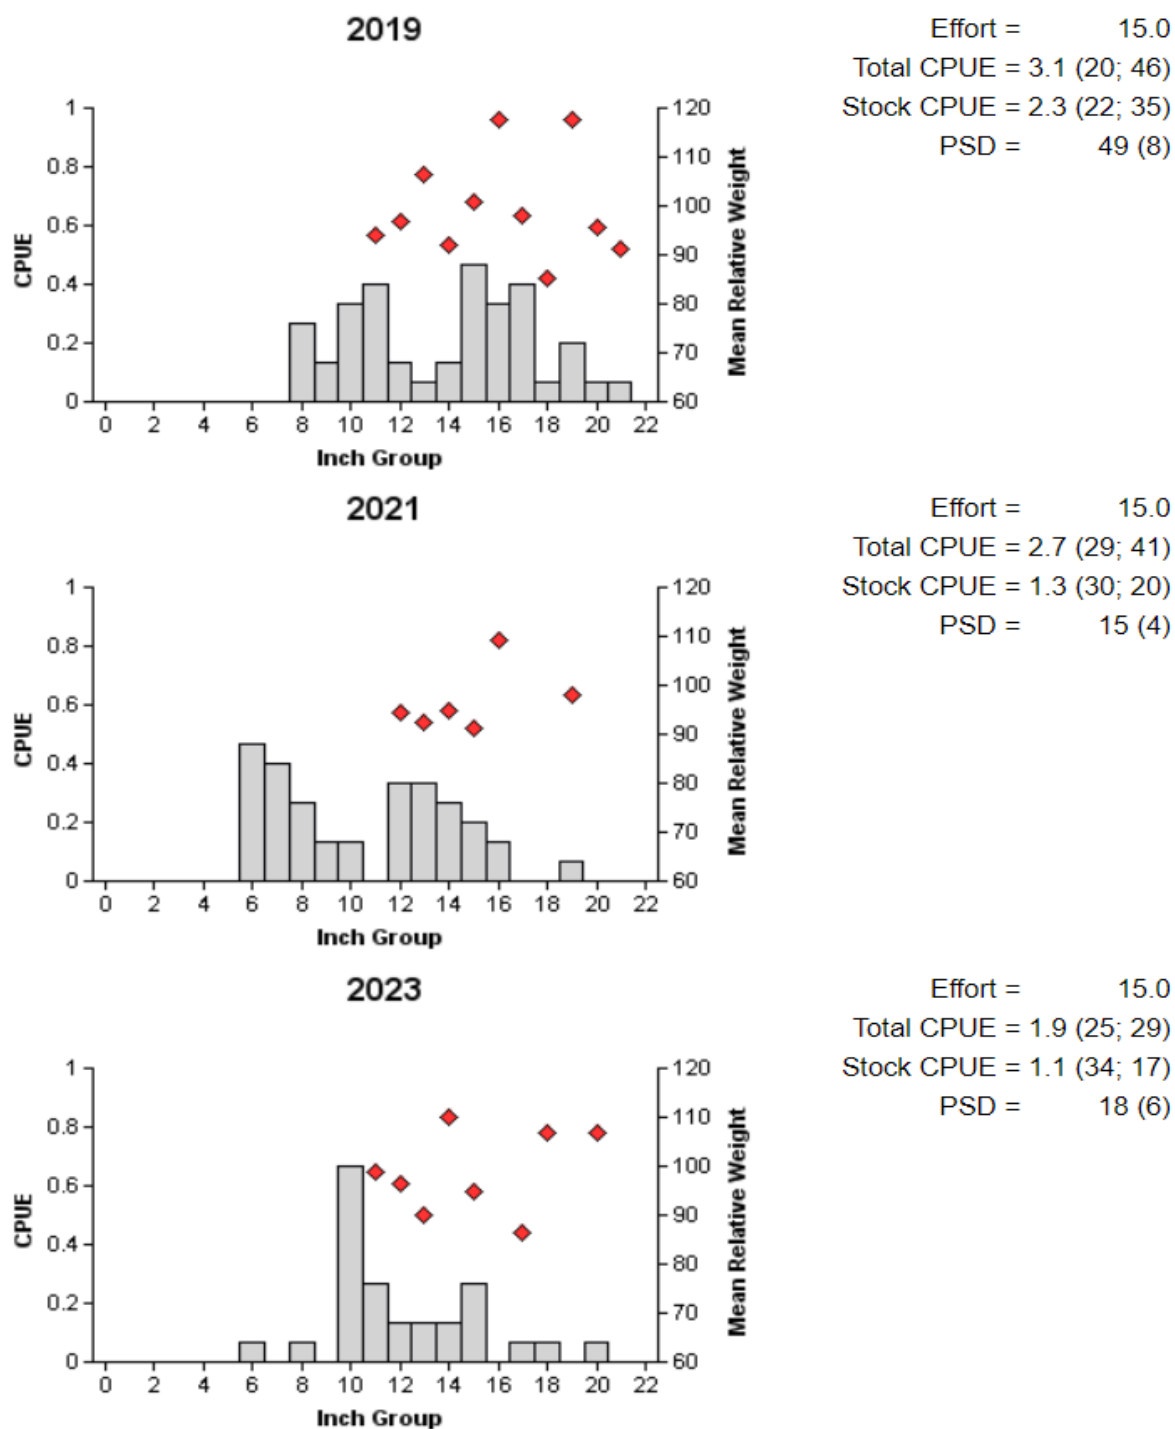 2019
Effort = 15.0
Total CPUE = 3.1 (20; 46)
Stock CPUE = 2.3 (22; 35)
PSD = 49 (8)
1
0.8
0.6
0.4
0.2
0
CPUE
120
110
100
90
80
70
60
Mean Relative Weight
0 2 4 6 8 10 12 14 16 18 20 22
Inch Group
2021
Effort = 15.0
Total CPUE = 2.7 (29; 41)
Stock CPUE = 1.3 (30; 20)
PSD = 15 (4)
1
0.8
0.6
0.4
0.2
0
CPUE
120
110
100
90
80
70
60
Mean Relative Weight
0 2 4 6 8 10 12 14 16 18 20 22
Inch Group
2023
Effort = 15.0
Total CPUE = 1.9 (25; 29)
Stock CPUE = 1.1 (34; 17)
PSD = 18 (6)
1
0.8
0.6
0.4
0.2
0
CPUE
120
110
100
90
80
70
60
Mean Relative Weight
0 2 4 6 8 10 12 14 16 18 20 22
Inch Group